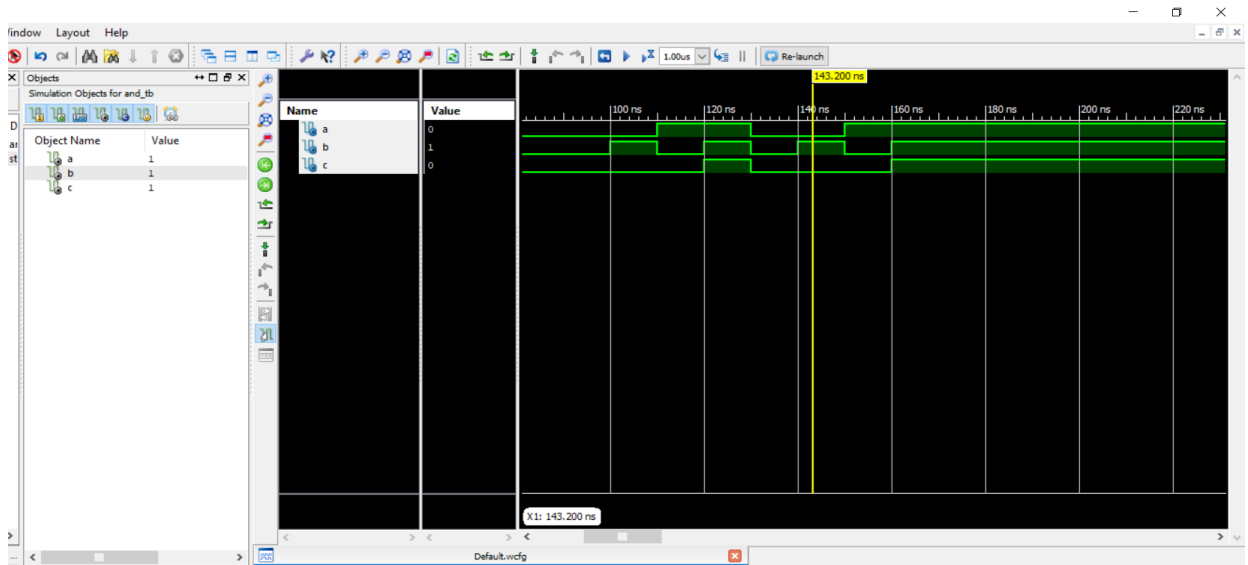 indow Layout Help
1.00us Re-launch
Objects
Simulation Objects for and_tb
Object Name Value
a 1
b 1
c 1
Name Value
a 0
b 1
c 0
143.200 ns
100 ns 120 ns 140 ns 160 ns 180 ns 200 ns 220 ns
X1: 143.200 ns
Default.wcfg